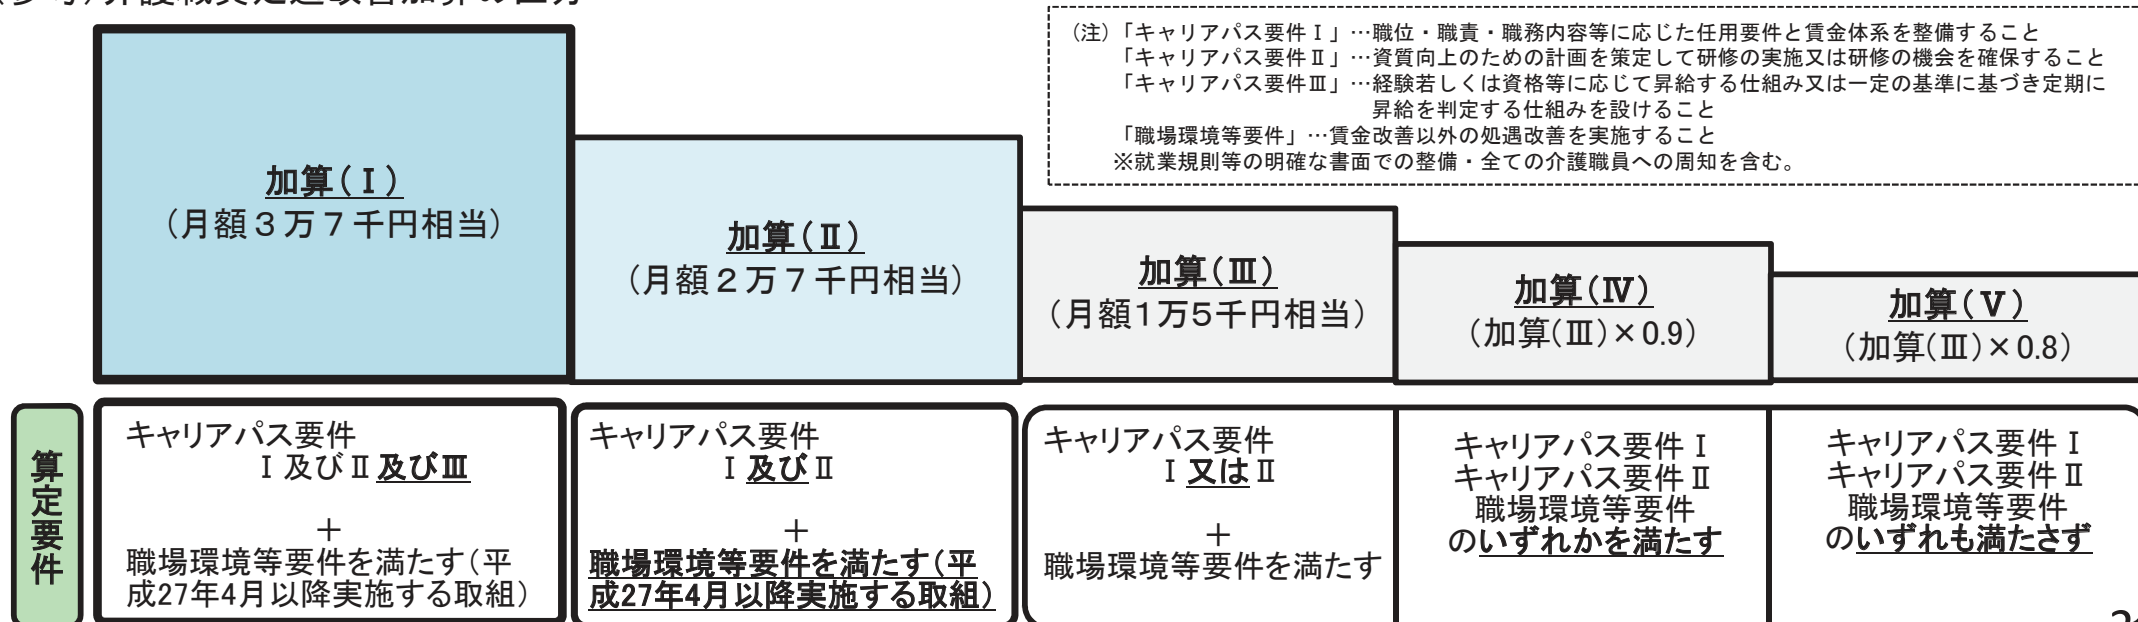 （注）「キャリアパス要件Ⅰ」…職位・職責・職務内容等に応じた任用要件と賃金体系を整備すること
「キャリアパス要件Ⅱ」…資質向上のための計画を策定して研修の実施又は研修の機会を確保すること
「キャリアパス要件Ⅲ」…経験若しくは資格等に応じて昇給する仕組み又は一定の基準に基づき定期に
昇給を判定する仕組みを設けること
「職場環境等要件」…賃金改善以外の処遇改善を実施すること
※就業規則等の明確な書面での整備・全ての介護職員への周知を含む。
加算（Ⅰ）
（月額３万７千円相当）
加算（Ⅱ）
（月額２万７千円相当）
加算（Ⅲ）
（月額1万5千円相当）
加算（Ⅳ）
（加算（Ⅲ）×0.9）
加算（Ⅴ）
（加算（Ⅲ）×0.8）
算定要件
キャリアパス要件
Ⅰ及びⅡ及びⅢ
＋
職場環境等要件を満たす（平
成27年4月以降実施する取組）
キャリアパス要件
Ⅰ及びⅡ
＋
職場環境等要件を満たす（平
成27年4月以降実施する取組）
キャリアパス要件
Ⅰ又はⅡ
＋
職場環境等要件を満たす
キャリアパス要件Ⅰ
キャリアパス要件Ⅱ
職場環境等要件
のいずれかを満たす
キャリアパス要件Ⅰ
キャリアパス要件Ⅱ
職場環境等要件
のいずれも満たさず